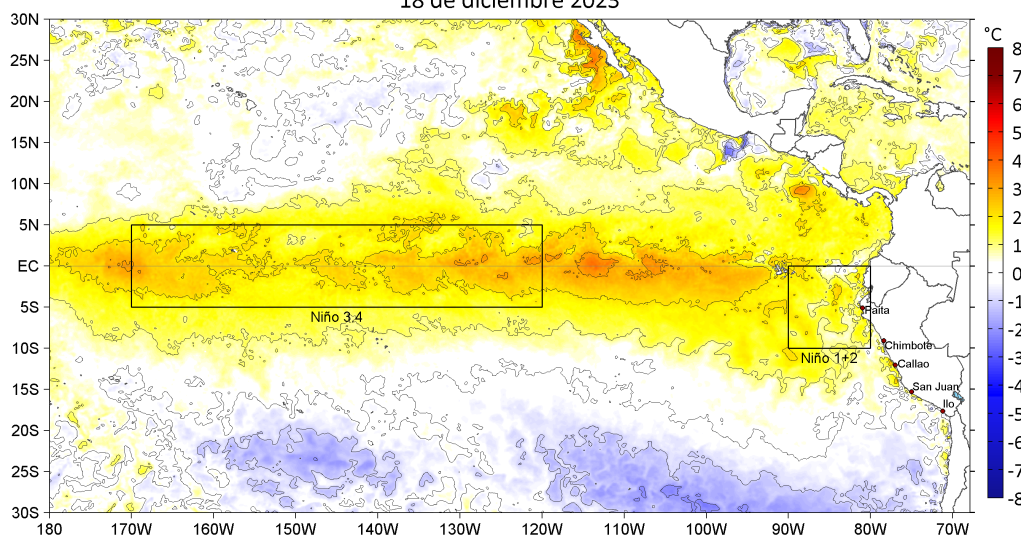 18 de diciembre 2023
°C
30N
25N
20N
15N
10N
5N
EC
5S
10S
15S
20S
25S
30S
8
7
6
5
4
3
2
1
0
-1
-2
-3
-4
-5
-6
-7
-8
Niño 3.4
Niño 1+2
Paita
Chimbote
Callao
San Juan
Ilo
180 170W 160W 150W 140W 130W 120W 110W 100W 90W 80W 70W